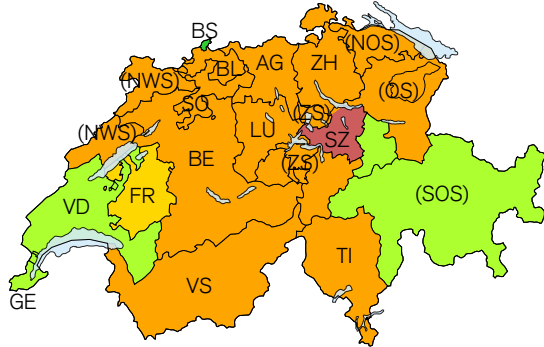 BS
(NOS)
AG
ZH
BL
(NWS)
(OS)
SO
(ZS)
(NWS)
LU
SZ
BE
(ZS)
FR
(SOS)
VD
TI
VS
GE